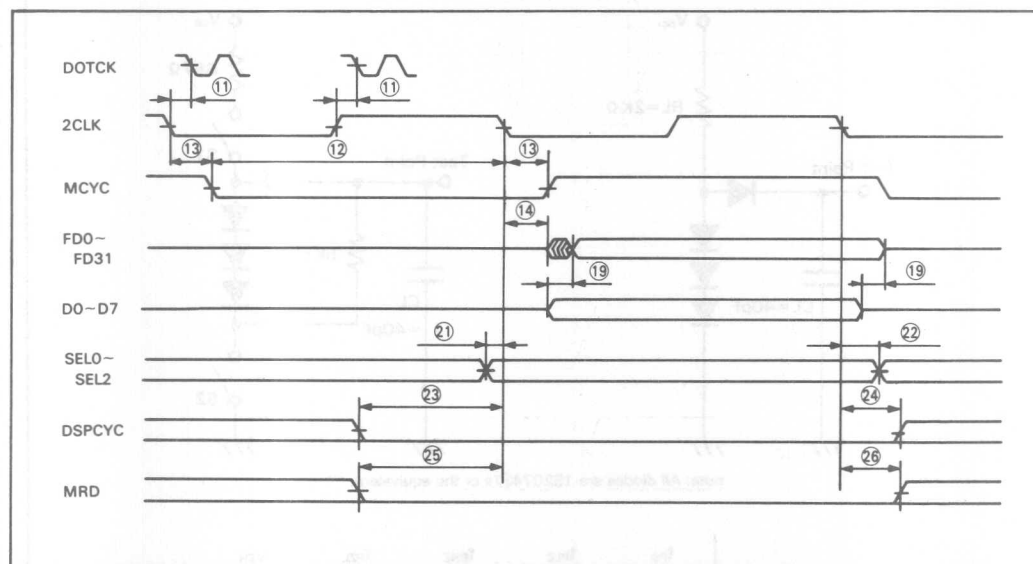 DOTCK
⑪ ⑪
2CLK
⑬ ⑫ ⑬
MCYC
⑭
FD0~
FD31
⑲ ⑲
D0~D7
㉑ ㉒
SEL0~
SEL2
㉓ ㉔
DSPCYC
㉕ ㉖
MRD